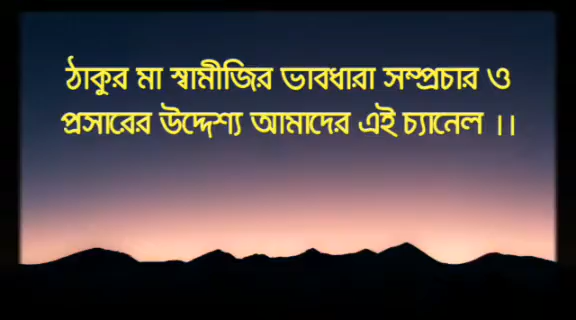 ঠাকুর মা স্বামীজির ভাবধারা সম্প্রচার ও
প্রসারের উদ্দেশ্য আমাদের এই চ্যানেল ।।